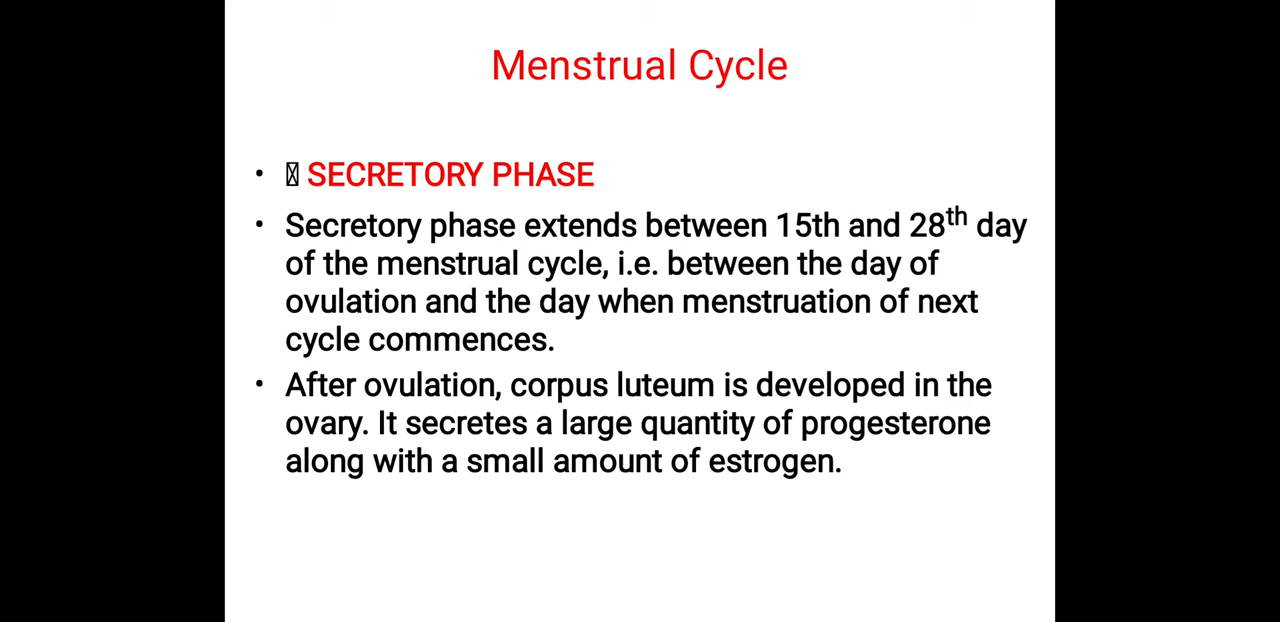 Menstrual Cycle
• SECRETORY PHASE
• Secretory phase extends between 15th and 28th day
of the menstrual cycle, i.e. between the day of
ovulation and the day when menstruation of next
cycle commences.
• After ovulation, corpus luteum is developed in the
ovary. It secretes a large quantity of progesterone
along with a small amount of estrogen.